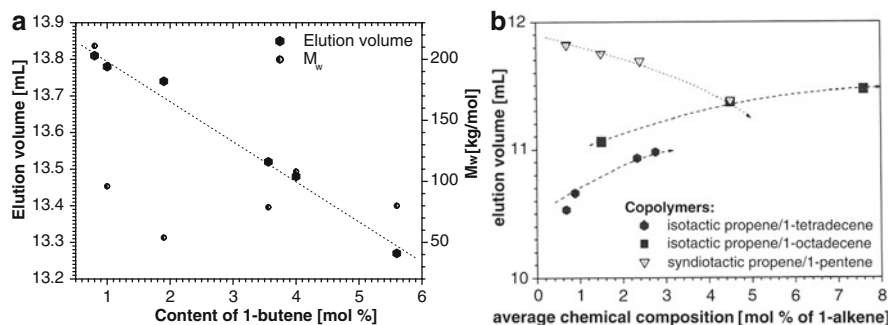 a
13.9
13.8
13.7
13.6
13.5
13.4
13.3
13.2
Elution volume [mL]
Elution volume
M_w
200
150
100
50
Mw[kg/mol]
1
2
3
4
5
6
Content of 1-butene [mol %]
b
12
11
10
elution volume [mL]
Copolymers:
isotactic propene/1-tetradecene
isotactic propene/1-octadecene
syndiotactic propene/1-pentene
0
1
2
3
4
5
6
7
8
average chemical composition [mol % of 1-alkene]